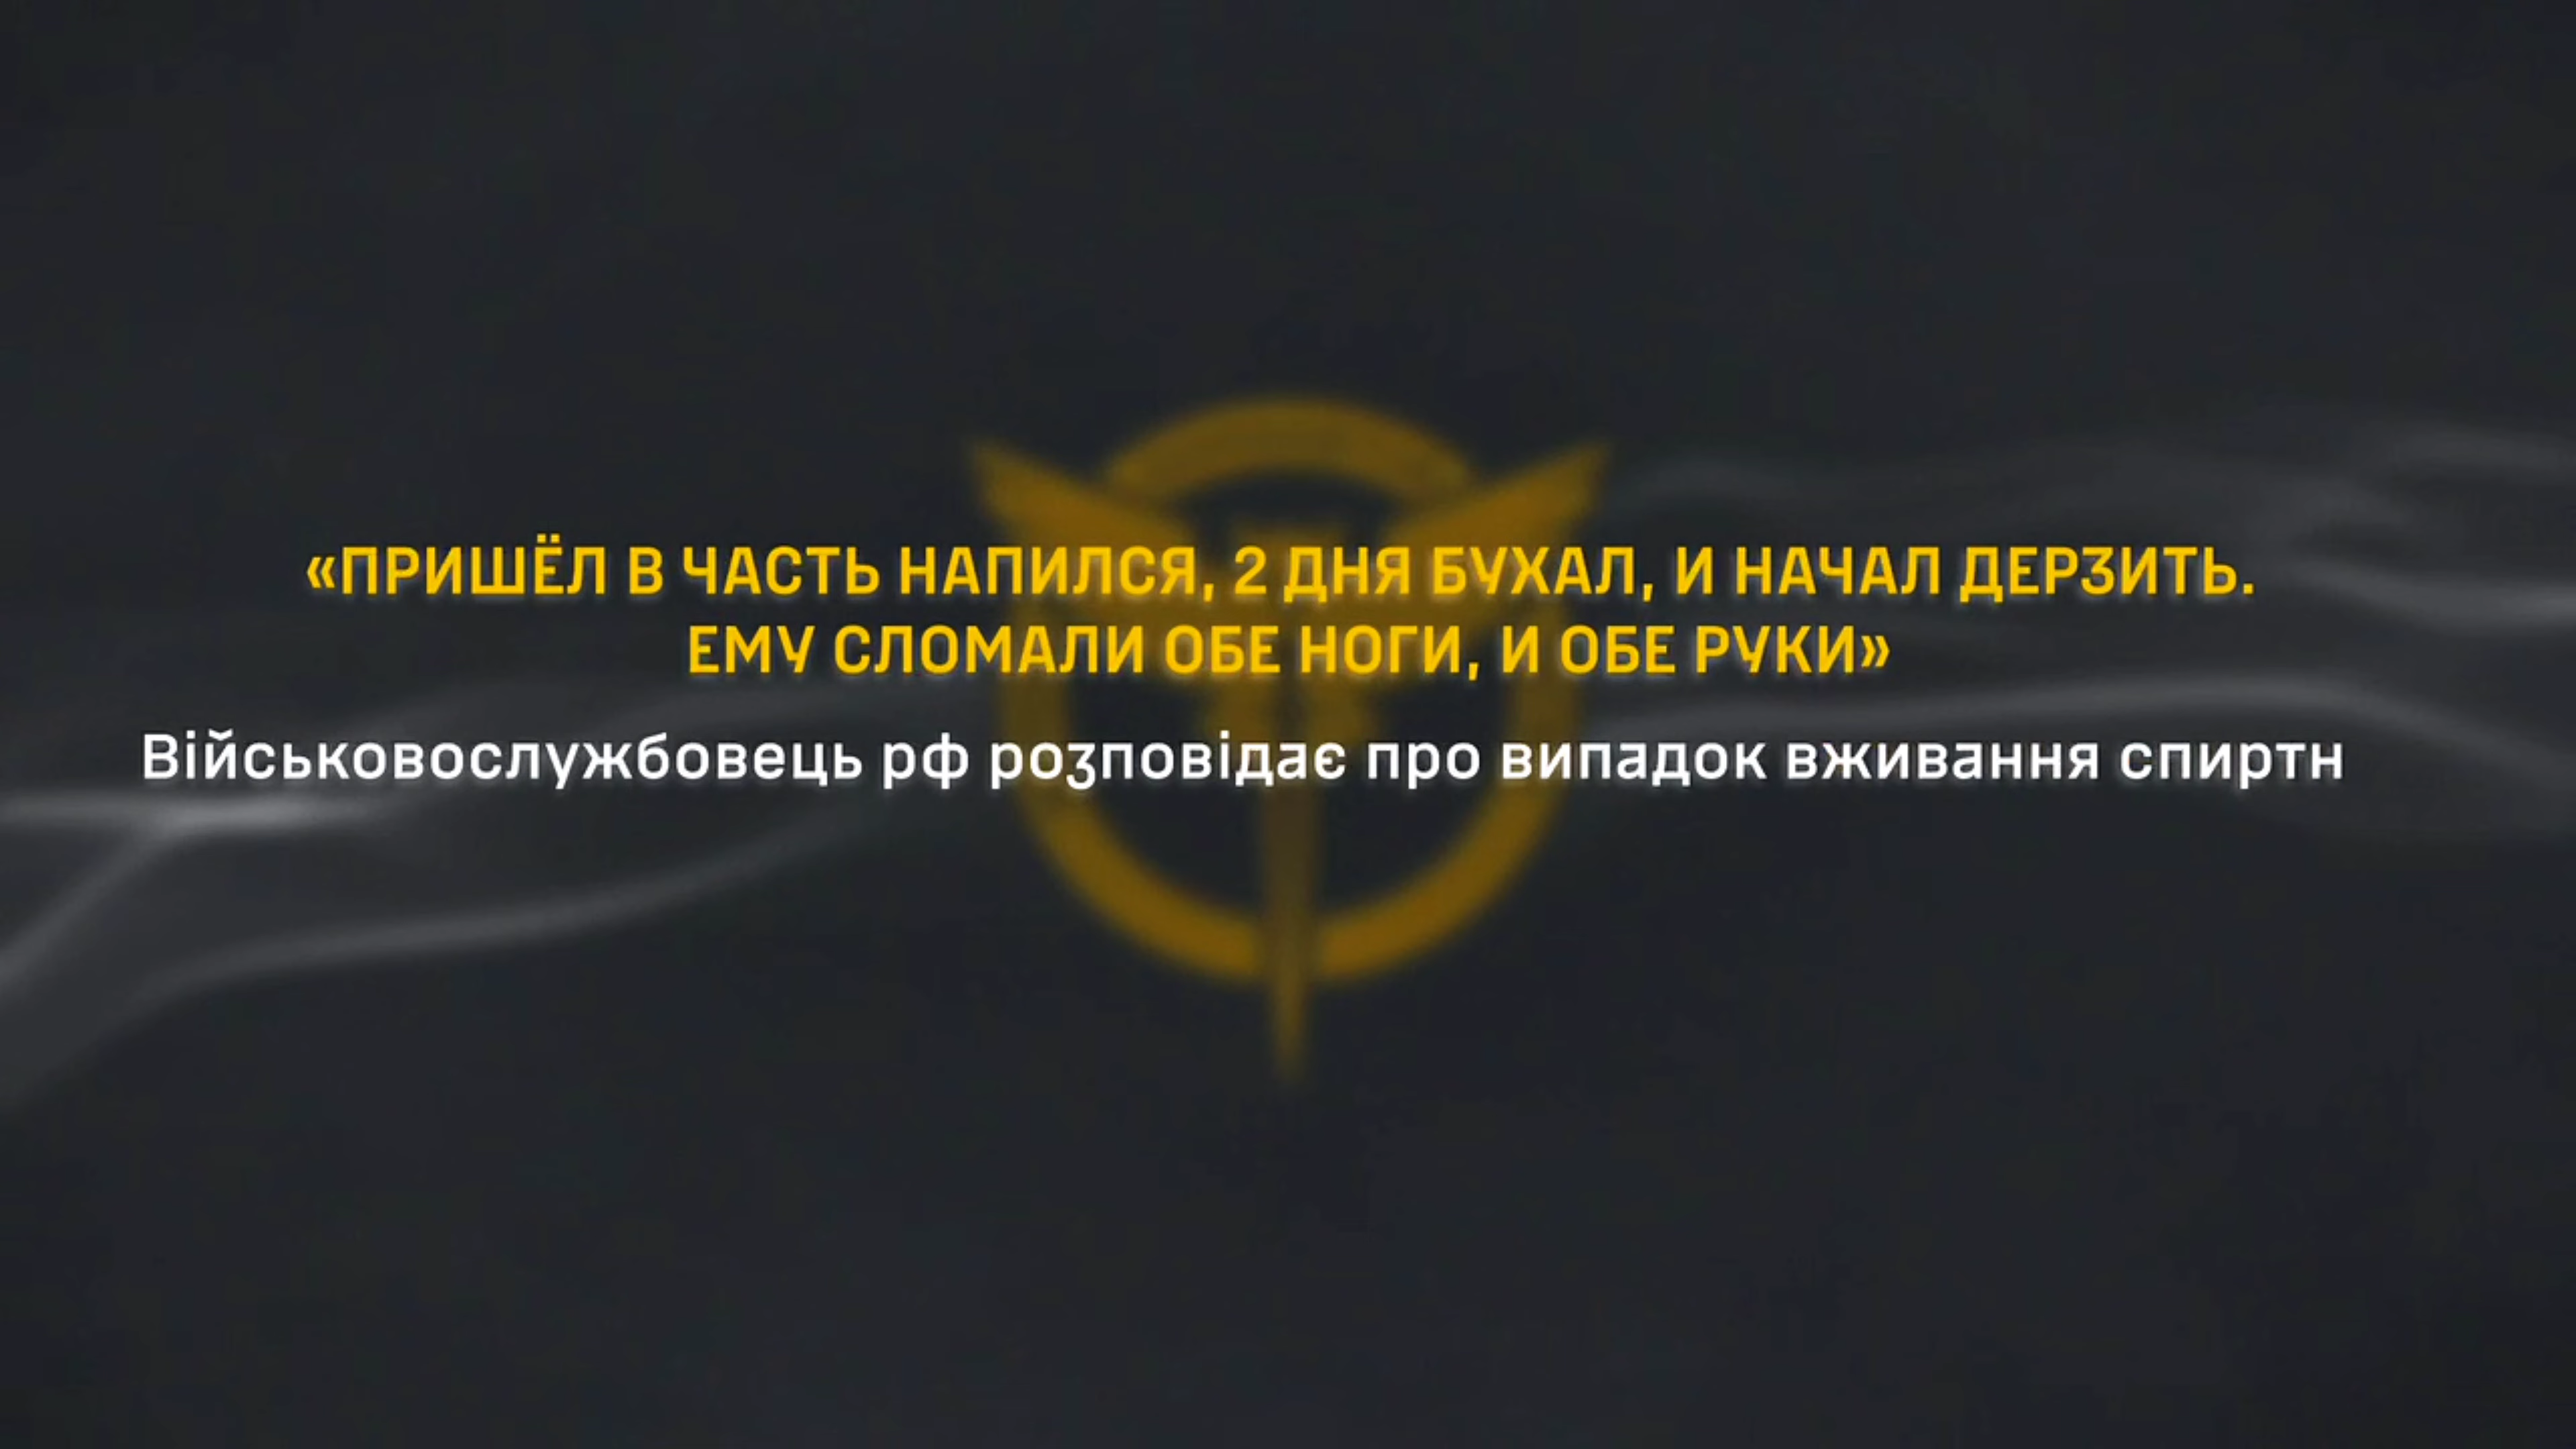 «ПРИШЁЛ В ЧАСТЬ НАПИЛСЯ, 2 ДНЯ БУХАЛ, И НАЧАЛ ДЕРЗИТЬ.
ЕМУ СЛОМАЛИ ОБЕ НОГИ, И ОБЕ РУКИ»
Військовослужбовець рф розповідає про випадок вживання спиртн